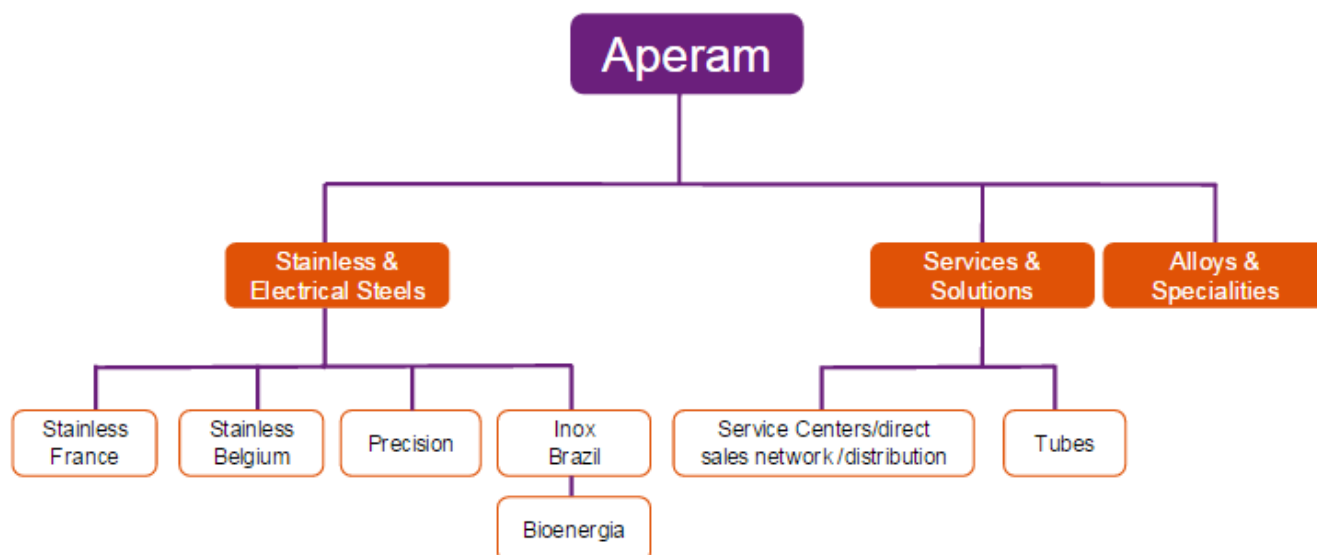 Aperam
Stainless &
Electrical Steels
Services &
Solutions
Alloys &
Specialities
Stainless
France
Stainless
Belgium
Precision
Inox
Brazil
Service Centers/direct
sales network/distribution
Tubes
Bioenergia